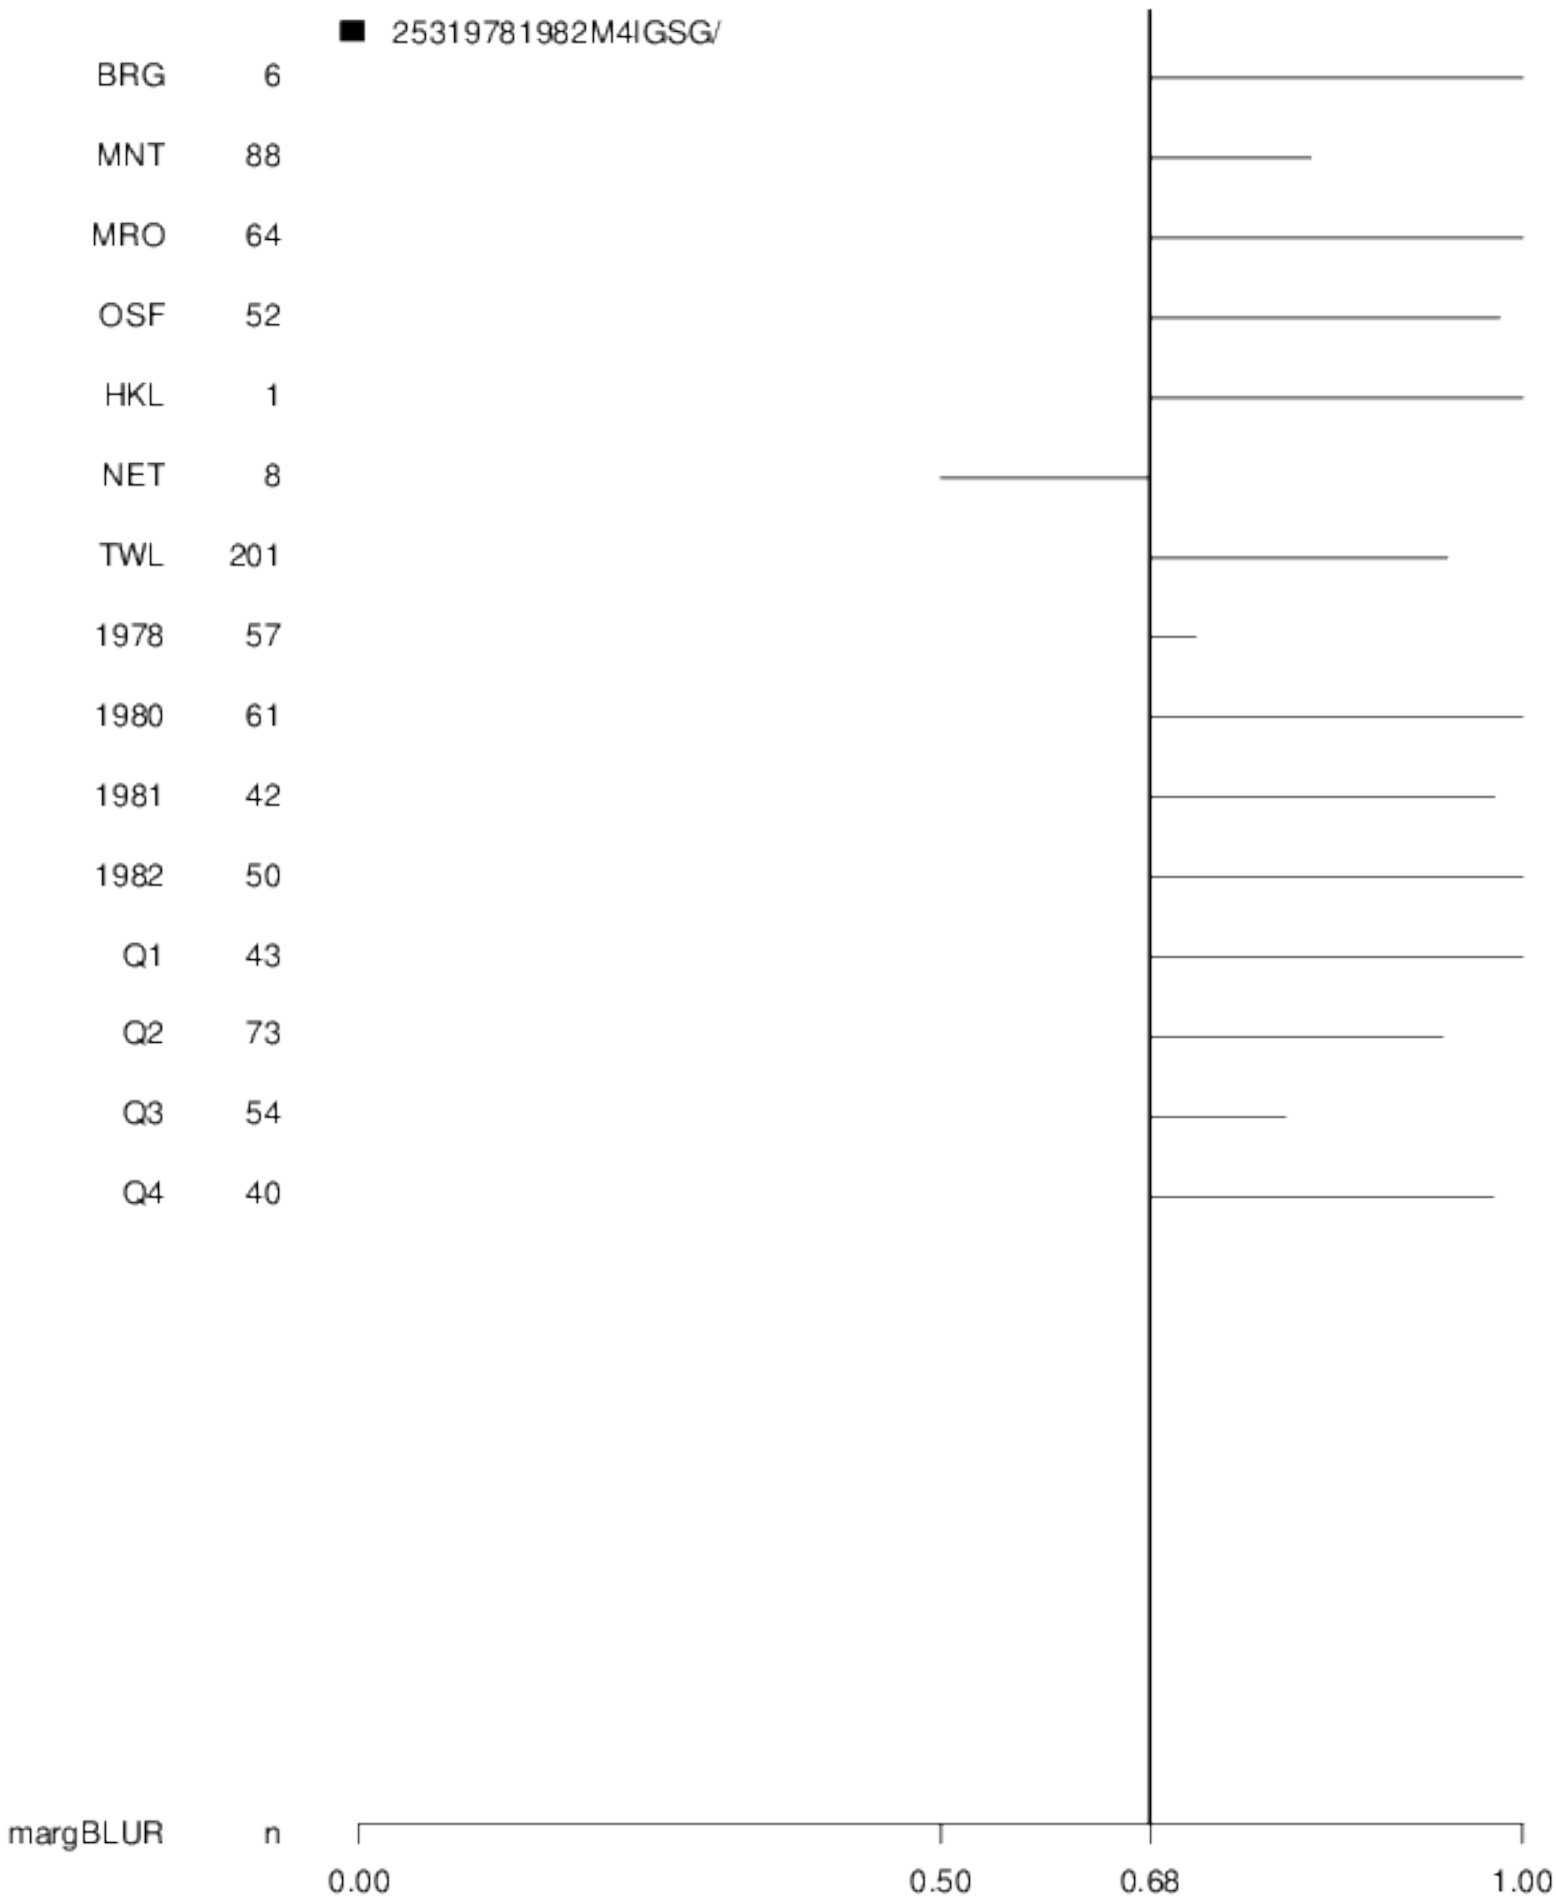 25319781982M4IGSG/
BRG 6
MNT 88
MRO 64
OSF 52
HKL 1
NET 8
TWL 201
1978 57
1980 61
1981 42
1982 50
Q1 43
Q2 73
Q3 54
Q4 40
margBLUR n
0.00 0.50 0.68 1.00